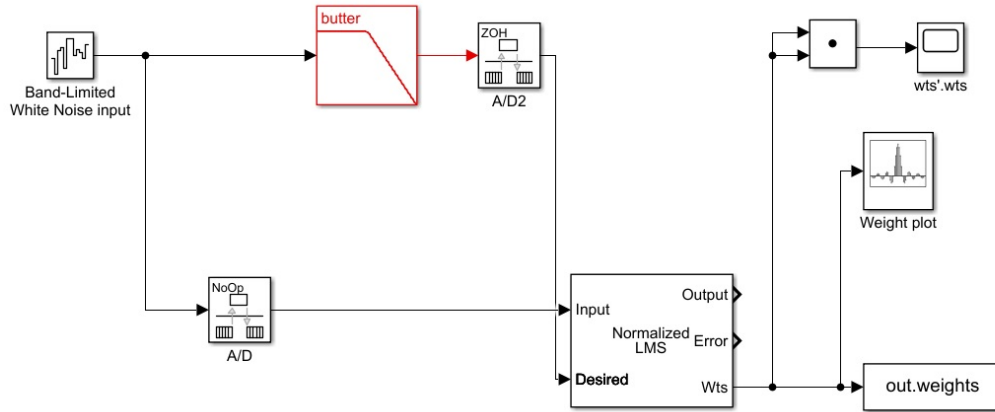 butter
ZOH
A/D2
Band-Limited
White Noise input
wts'.wts
Weight plot
NoOp
A/D
Input
Normalized
LMS
Output
Error
Desired
Wts
out.weights